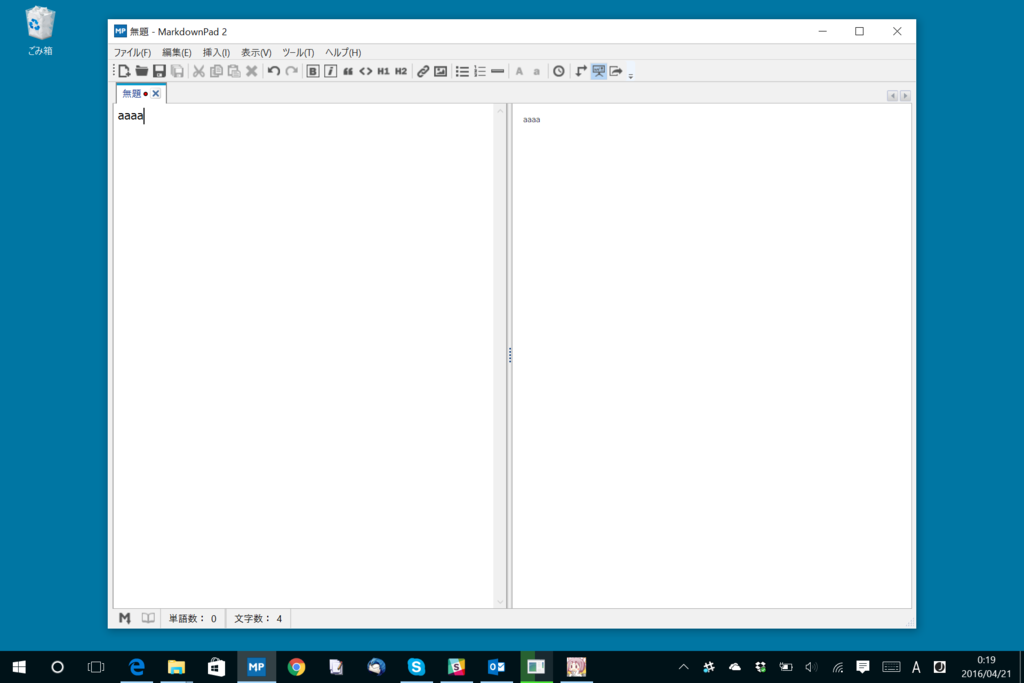 ごみ箱
MP 無題 - MarkdownPad 2
ファイル(F) 編集(E) 挿入(I) 表示(V) ツール(T) ヘルプ(H)
B i H1 H2 A a
無題
aaaa
aaaa
単語数： 0 文字数： 4
MP
A
0:19
2016/04/21